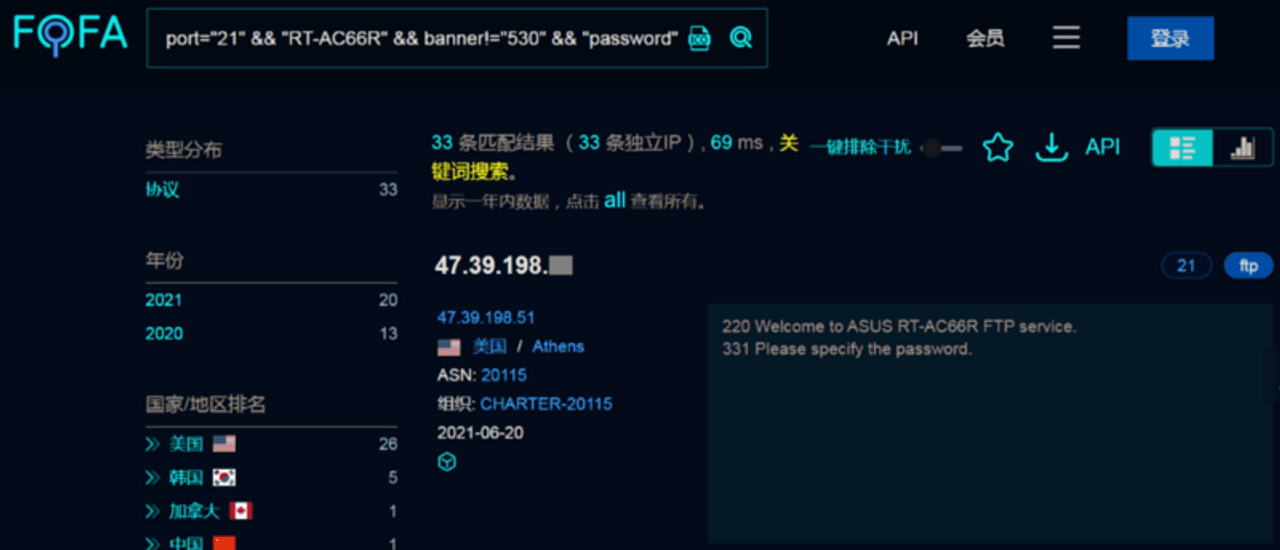 FOFA
port="21" && "RT-AC66R" && banner!="530" && "password"
API
会员
登录
类型分布
协议 33
年份
2021 20
2020 13
国家/地区排名
美国 26
韩国 5
加拿大 1
中国 1
33 条匹配结果 （ 33 条独立IP ）, 69 ms , 关
键词搜索。
一键排除干扰
API
显示一年内数据，点击 all 查看所有。
47.39.198.
21
ftp
47.39.198.51
美国 / Athens
ASN: 20115
组织: CHARTER-20115
2021-06-20
220 Welcome to ASUS RT-AC66R FTP service.
331 Please specify the password.